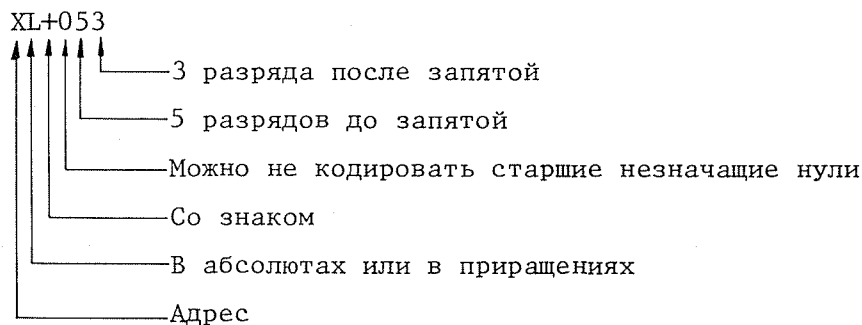 XL+053
3 разряда после запятой
5 разрядов до запятой
Можно не кодировать старшие незначащие нули
Со знаком
В абсолютах или в приращениях
Адрес